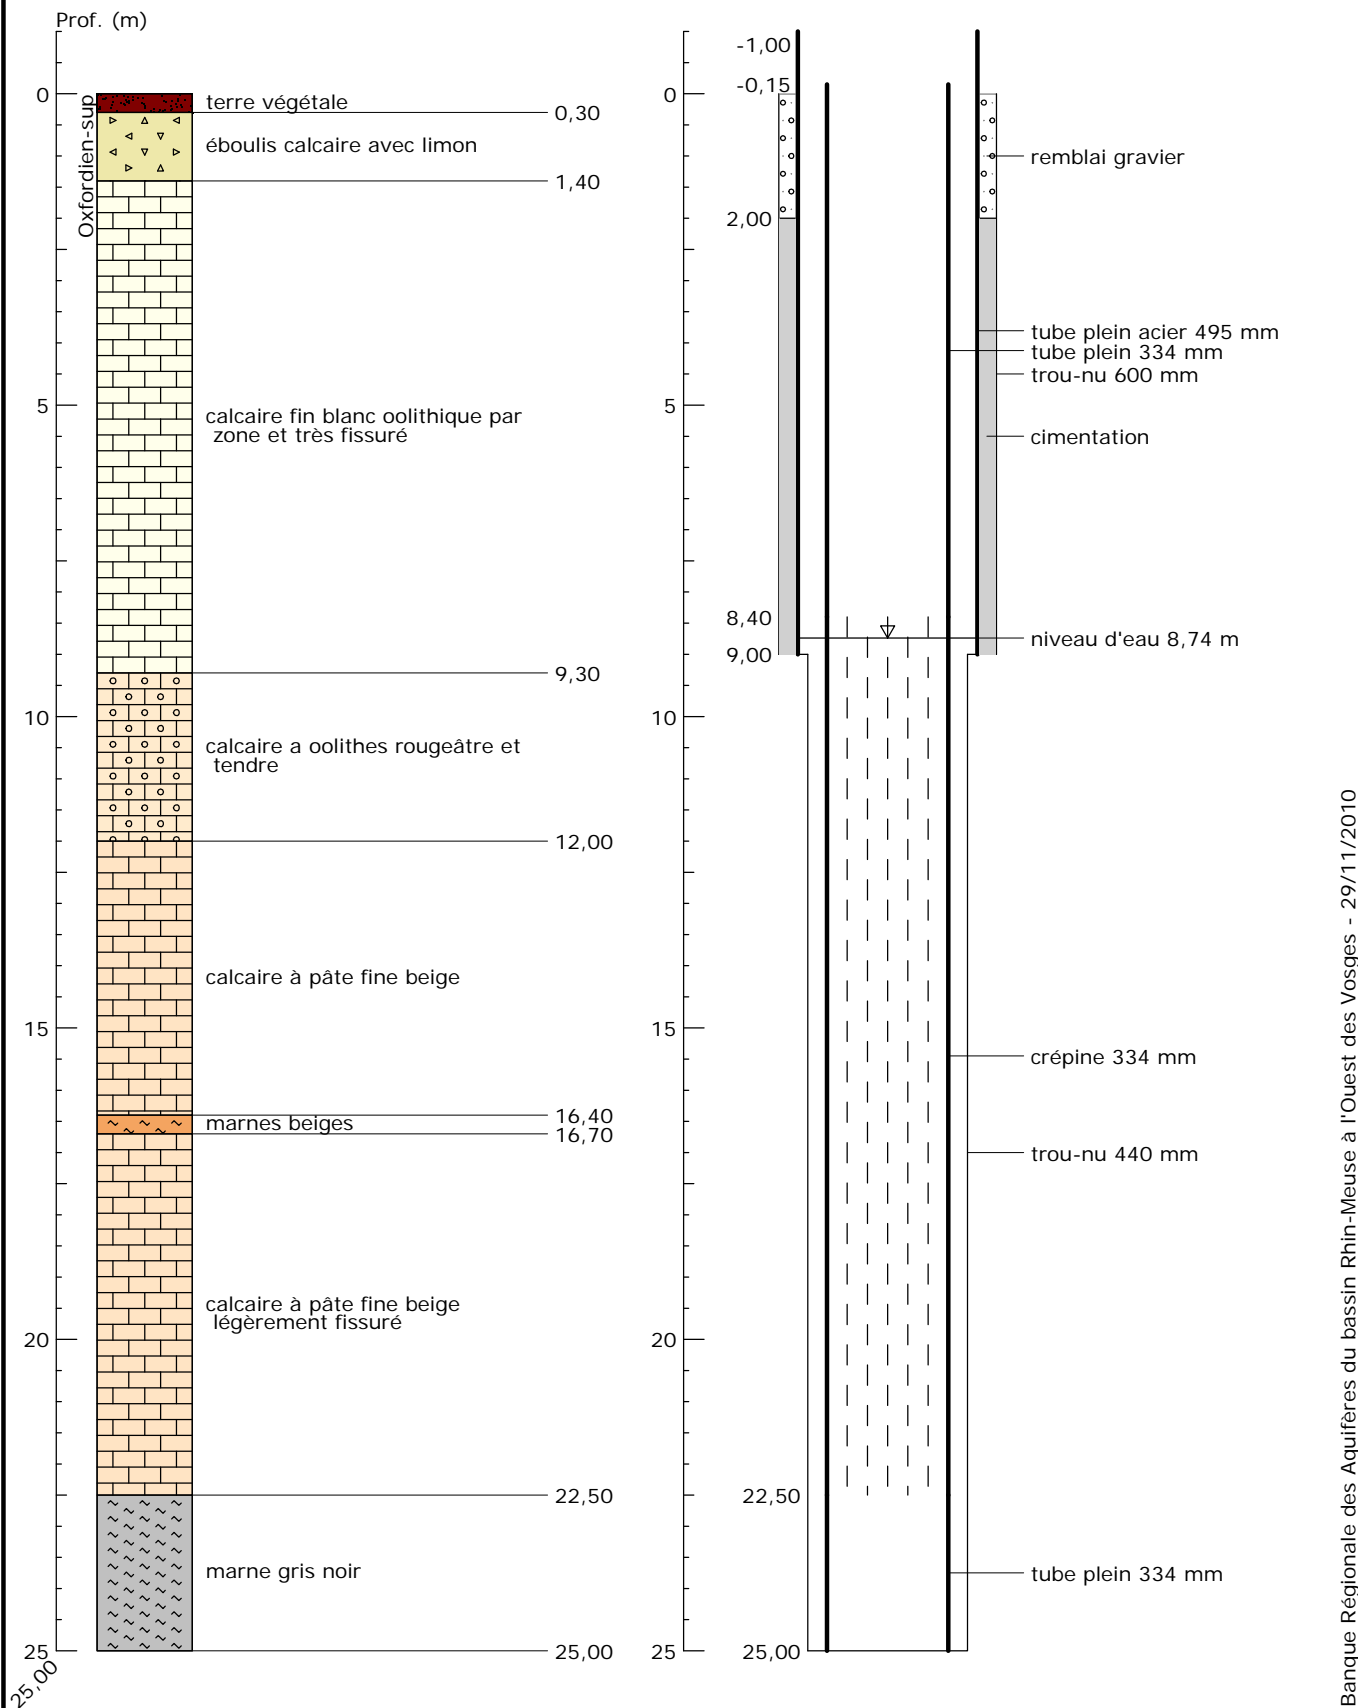 Prof. (m)
0
5
10
15
20
25
25,00
Oxfordien-sup
terre végétale
0,30
éboulis calcaire avec limon
1,40
calcaire fin blanc oolithique par
zone et très fissuré
9,30
calcaire a oolithes rougeâtre et
tendre
12,00
calcaire à pâte fine beige
16,40
marnes beiges
16,70
calcaire à pâte fine beige
légèrement fissuré
22,50
marne gris noir
25,00
0
5
10
15
20
25
-1,00
-0,15
2,00
8,40
9,00
22,50
25,00
remblai gravier
tube plein acier 495 mm
tube plein 334 mm
trou-nu 600 mm
cimentation
niveau d'eau 8,74 m
crépine 334 mm
trou-nu 440 mm
tube plein 334 mm
Banque Régionale des Aquifères du bassin Rhin-Meuse à l'Ouest des Vosges - 29/11/2010